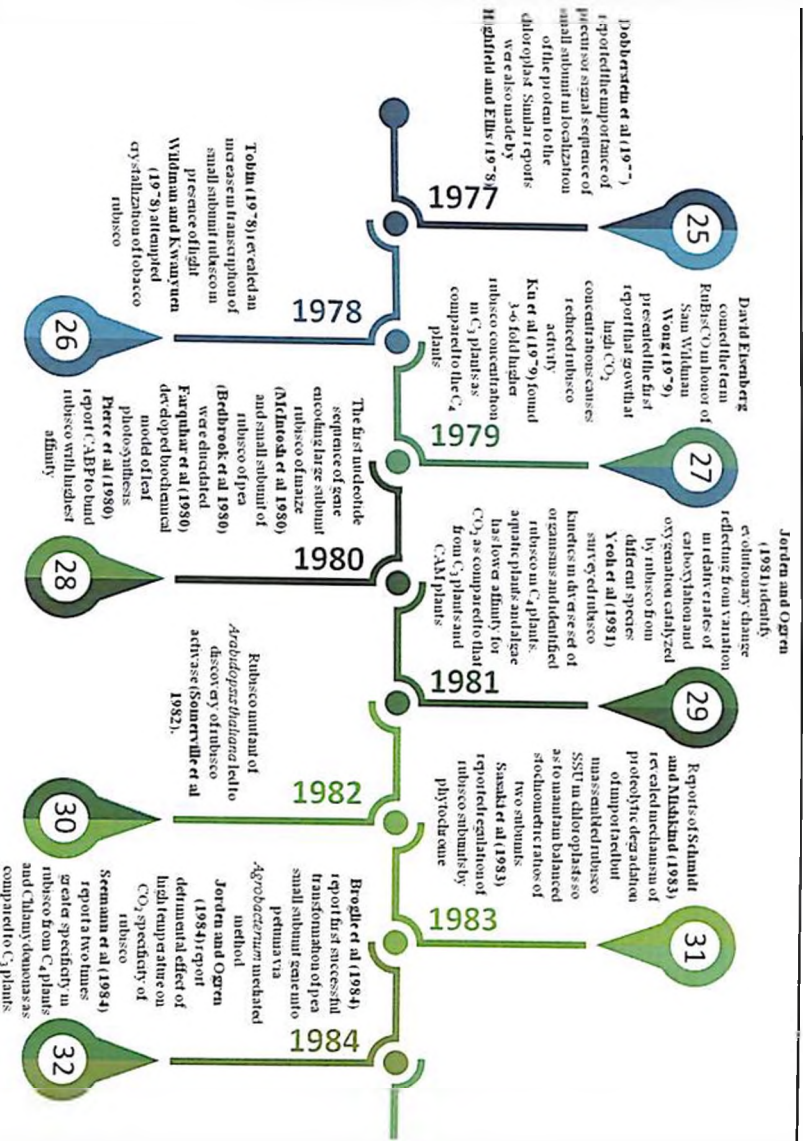 Dobberstein et al (1977)
reported the importance of
precursor signal sequence of
small subunit in localization
of the protein to the
chloroplast Similar reports
were also made by
Highfield and Ellis (1978)
1977
25
Tobin (1978) revealed an
increase in transcription of
small subunit rubisco in
presence of light
Wildman and Kwanyuen
(1978) attempted
crystallization of tobacco
rubisco
1978
26
David Eisenberg
coined the term
RuBisCO in honor of
Sam Wildman
Wong (1979)
presented the first
report that growth at
high CO₂
concentrations causes
reduced rubisco
activity
Ku et al (1979) found
3-6 fold higher
rubisco concentration
in C₃ plants as
compared to the C₄
plants
1979
27
The first nucleotide
sequence of gene
encoding large subunit
rubisco of maize
(McIntosh et al 1980)
and small subunit of
rubisco of pea
(Bedbrook et al 1980)
were elucidated
Farquhar et al (1980)
developed biochemical
model of leaf
photosynthesis
Pierce et al (1980)
report CABP to bind
rubisco with highest
affinity
1980
28
Jorden and Ogren
(1981) identify
evolutionary change
reflecting from variation
in relative rates of
carboxylation and
oxygenation catalyzed
by rubisco from
different species
Yeoh et al (1981)
surveyed rubisco
kinetics in diverse set of
organisms and identified
rubisco in C₄ plants.
aquatic plants and algae
has lower affinity for
CO₂ as compared to that
from C₃ plants and
CAM plants
1981
29
Rubisco mutant of
Arabidopsis thaliana led to
discovery of rubisco
activase (Somerville et al
1982).
1982
30
Reports of Schmidt
and Mishkind (1983)
revealed mechanism of
proteolytic degradation
of imported but
unassembled rubisco
SSU in chloroplasts so
as to maintain balanced
stochiometric ratios of
two subunits
Sasaki et al (1983)
reported regulation of
rubisco subunits by
phytochrome
1983
31
Broglie et al (1984)
report first successful
transformation of pea
small subunit gene into
petunia via
Agrobacterium mediated
method
Jorden and Ogren
(1984) report
detrimental effect of
high temperature on
CO₂ specificity of
rubisco
Seemann et al (1984)
report a two times
greater specificity in
rubisco from C₄ plants
and Chlamydomonas as
compared to C₃ plants
1984
32